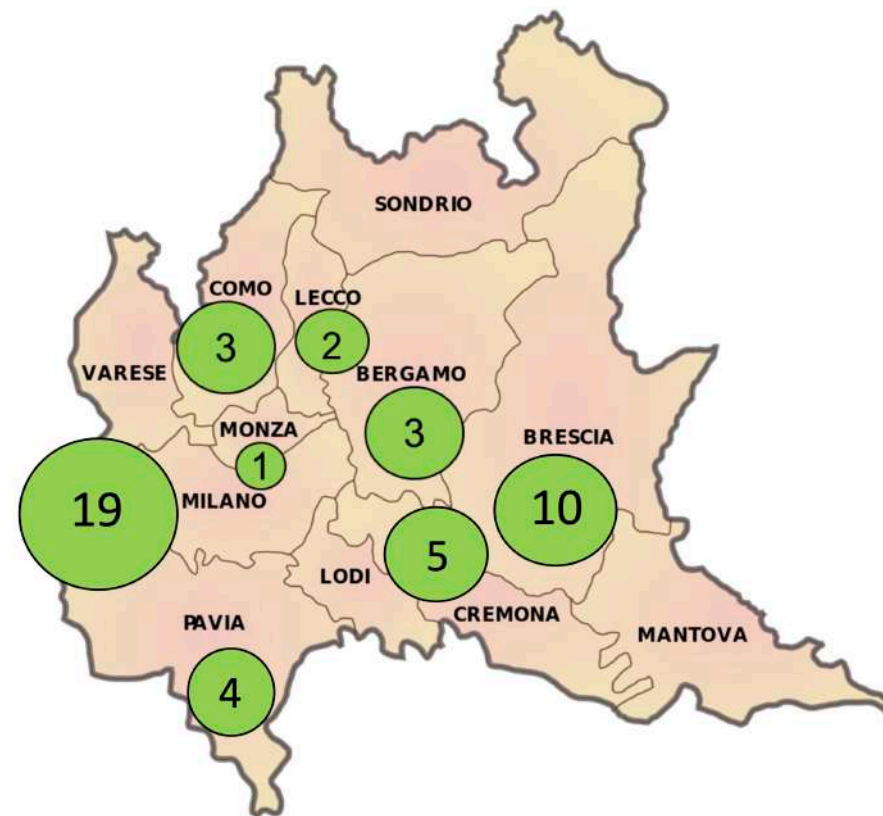 SONDRIO
COMO
LECCO
3
2
VARESE
BERGAMO
MONZA
3
BRESCIA
1
19
MILANO
10
5
LODI
CREMONA
PAVIA
MANTOVA
4